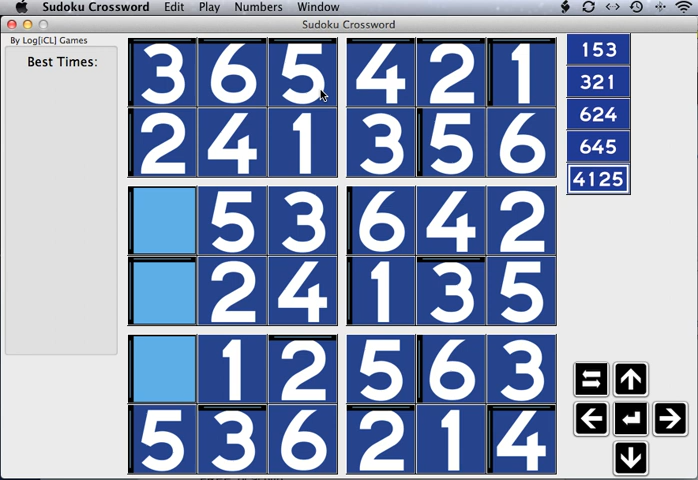 Sudoku Crossword Edit Play Numbers Window
Sudoku Crossword
By Log[iCL] Games
Best Times:
3 6 5 4 2 1
2 4 1 3 5 6
5 3 6 4 2
2 4 1 3 5
1 2 5 6 3
5 3 6 2 1 4
153
321
624
645
4125